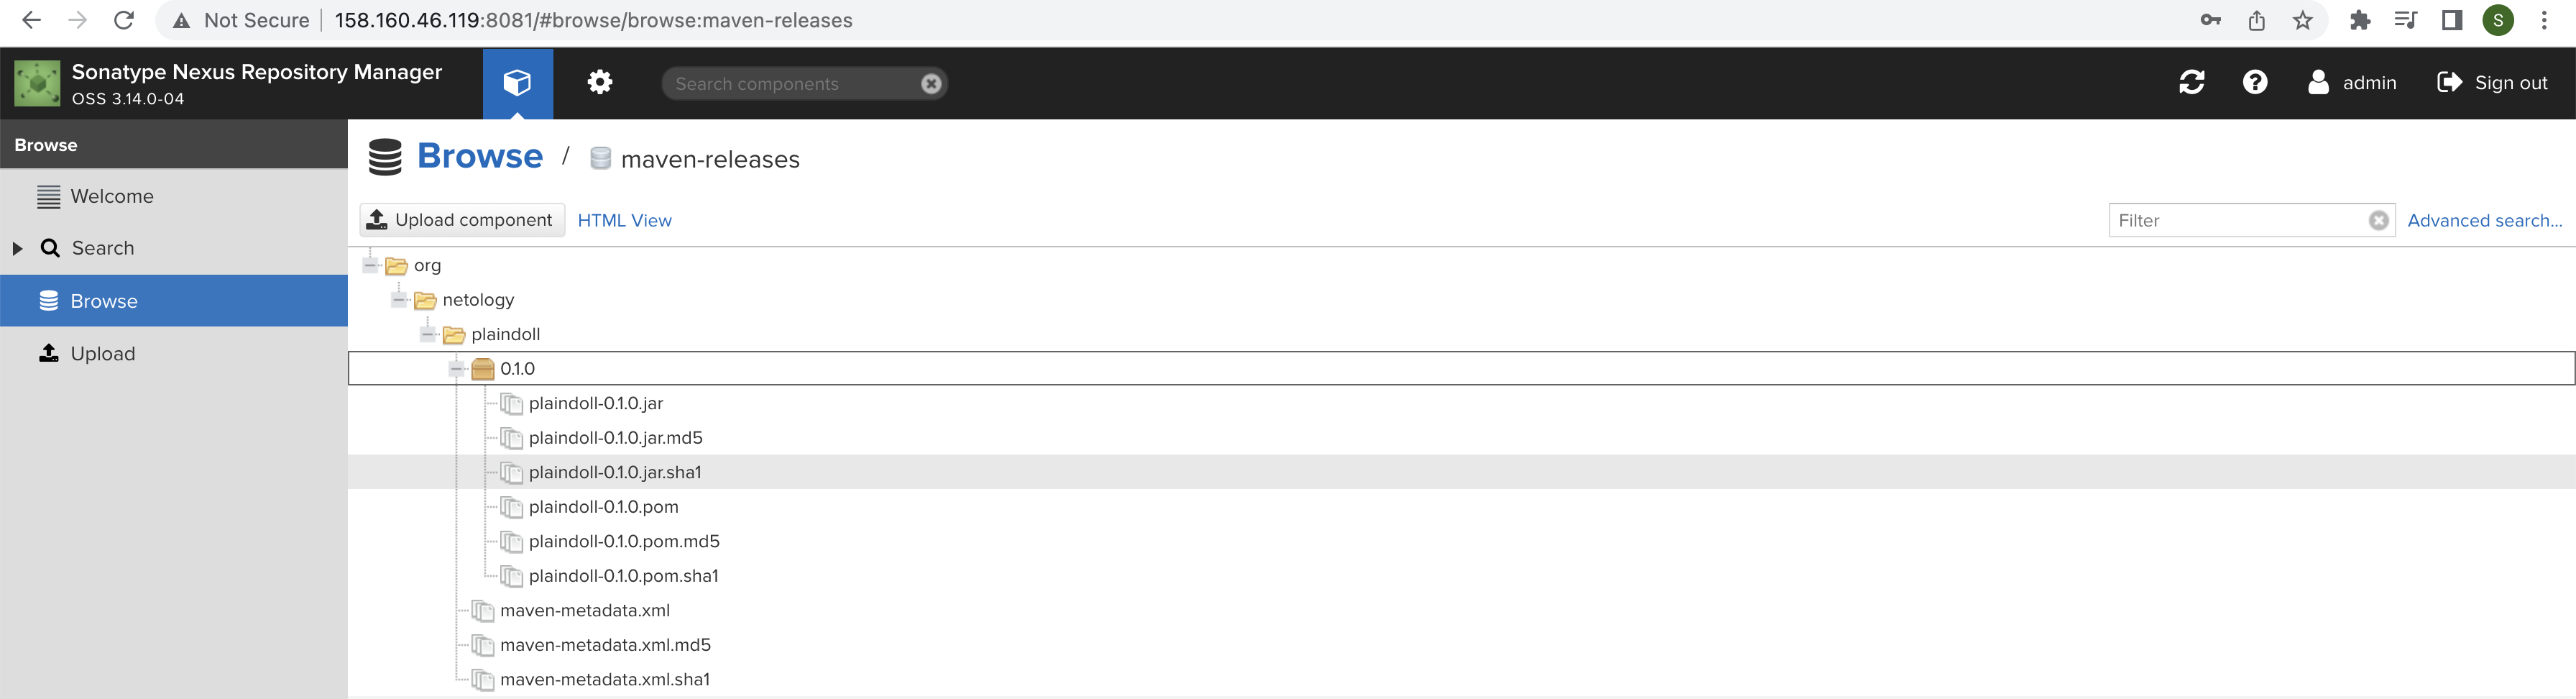 Not Secure 158.160.46.119:8081/#browse/browse:maven-releases
S
Sonatype Nexus Repository Manager
OSS 3.14.0-04
Search components
admin
Sign out
Browse
Welcome
Search
Browse
Upload
Browse / maven-releases
Upload component HTML View
Filter
Advanced search...
org
netology
plaindoll
0.1.0
plaindoll-0.1.0.jar
plaindoll-0.1.0.jar.md5
plaindoll-0.1.0.jar.sha1
plaindoll-0.1.0.pom
plaindoll-0.1.0.pom.md5
plaindoll-0.1.0.pom.sha1
maven-metadata.xml
maven-metadata.xml.md5
maven-metadata.xml.sha1